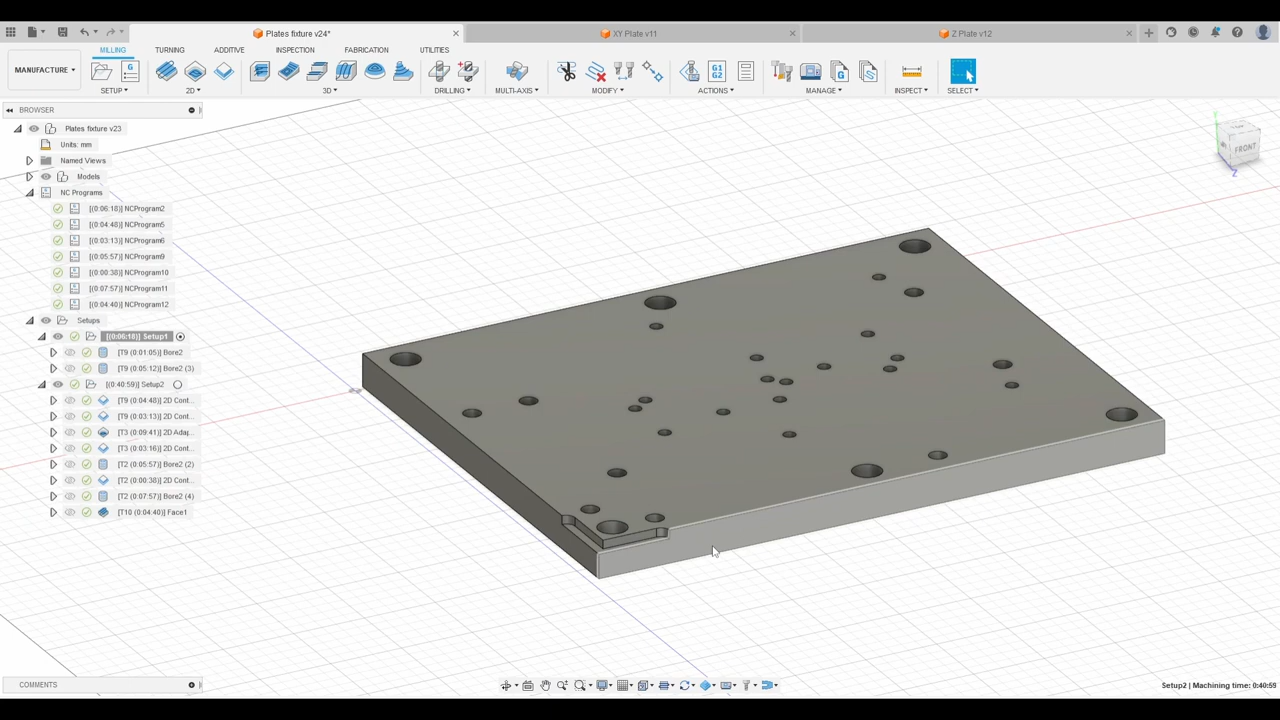 Plates fixture v24*
XY Plate v11
Z Plate v12
MILLING
TURNING
ADDITIVE
INSPECTION
FABRICATION
UTILITIES
MANUFACTURE
G1
G2
SETUP
2D
3D
DRILLING
MULTI-AXIS
MODIFY
ACTIONS
MANAGE
INSPECT
SELECT
BROWSER
Plates fixture v23
Units: mm
Named Views
Models
NC Programs
[(0:06:18)] NCProgram2
[(0:04:48)] NCProgram5
[(0:03:13)] NCProgram6
[(0:05:57)] NCProgram9
[(0:00:38)] NCProgram10
[(0:07:57)] NCProgram11
[(0:04:40)] NCProgram12
Setups
[(0:06:18)] Setup1
[T9 (0:01:05)] Bore2
[T9 (0:05:12)] Bore2 (3)
[(0:40:59)] Setup2
[T9 (0:04:48)] 2D Cont...
[T9 (0:03:13)] 2D Cont...
[T3 (0:09:41)] 2D Adap...
[T3 (0:03:16)] 2D Cont...
[T2 (0:05:57)] Bore2 (2)
[T2 (0:00:38)] 2D Cont...
[T2 (0:07:57)] Bore2 (4)
[T10 (0:04:40)] Face1
FRONT
Y
Z
COMMENTS
Setup2 | Machining time: 0:40:59